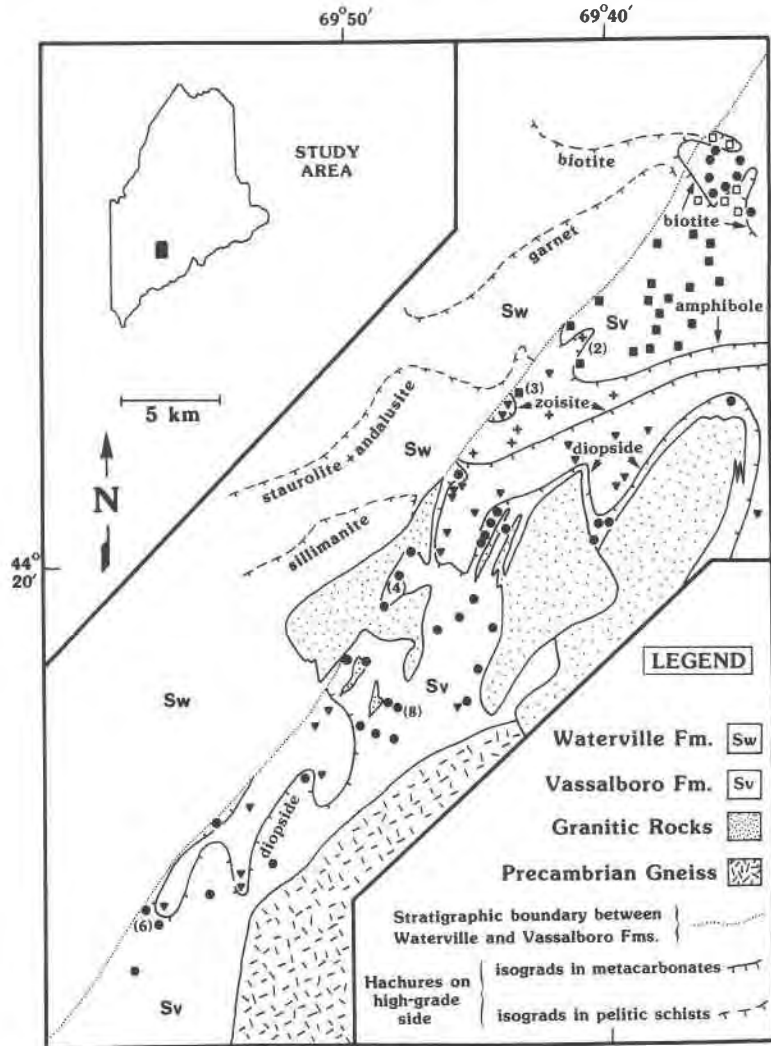 69° 50'
69° 40'
STUDY
AREA
biotite
biotite
garnet
Sw
Sv
amphibole
(2)
(3)
zoisite
5 km
Sw
staurolite + andalusite
diopside
N
sillimanite
44°
20'
(4)
LEGEND
Sw
Sv
(8)
Waterville Fm. Sw
Vassalboro Fm. Sv
diopside
Granitic Rocks
Precambrian Gneiss
(6)
Stratigraphic boundary between
Waterville and Vassalboro Fms.
Hachures on
high-grade
side
isograds in metacarbonates
isograds in pelitic schists
Sv